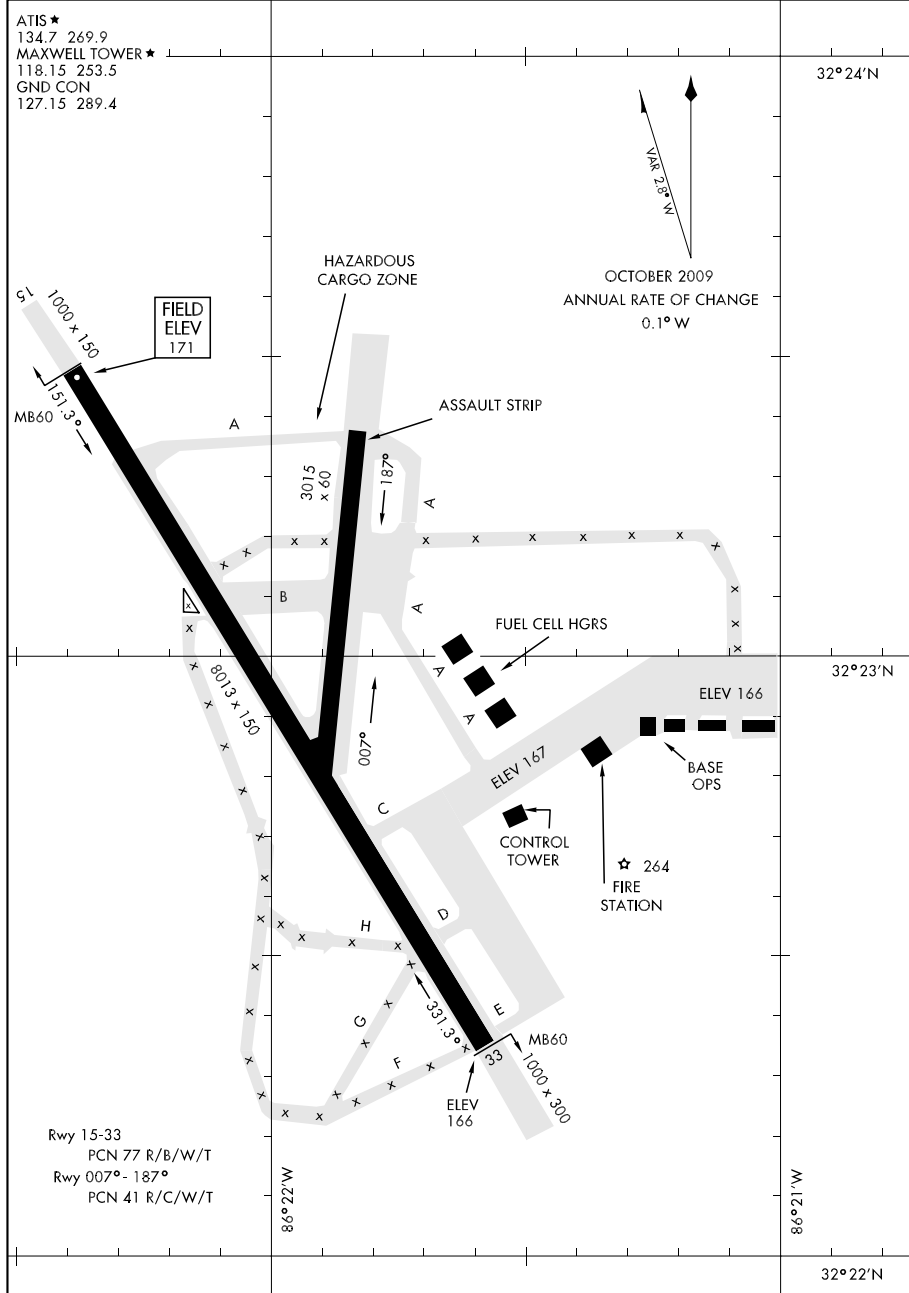 ATIS ★
134.7 269.9
MAXWELL TOWER ★
118.15 253.5
GND CON
127.15 289.4
32°24'N
VAR 2.8° W
OCTOBER 2009
ANNUAL RATE OF CHANGE
0.1° W
HAZARDOUS
CARGO ZONE
15
1000 x 150
FIELD
ELEV
171
MB60
151.3°
A
ASSAULT STRIP
3015
x 60
187°
A
x x x x x x x x x x x x x x
B
A
FUEL CELL HGRS
A
A
32°23'N
8013 x 150
007°
ELEV 166
ELEV 167
BASE
OPS
C
CONTROL
TOWER
☆ 264
FIRE
STATION
D
H
E
G
F
331.3°
33
MB60
1000 x 300
ELEV
166
Rwy 15-33
PCN 77 R/B/W/T
Rwy 007°- 187°
PCN 41 R/C/W/T
86°22'W
86°21'W
32°22'N